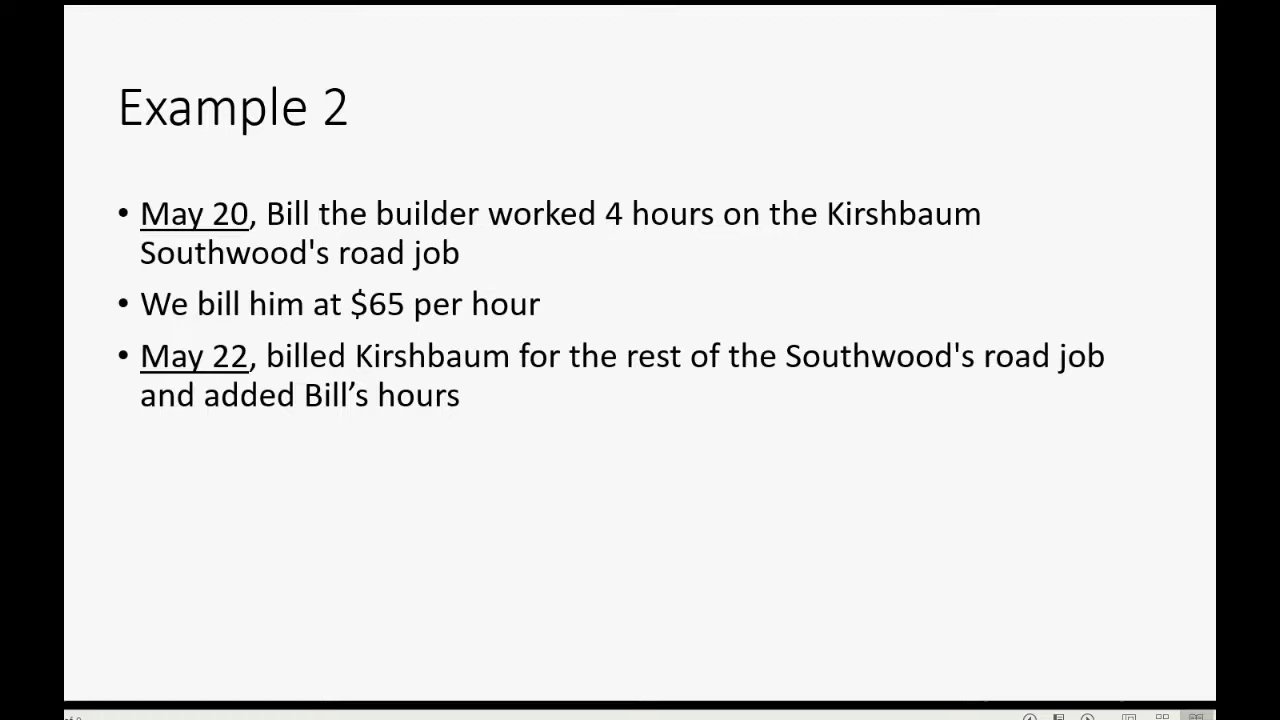 Example 2
• May 20, Bill the builder worked 4 hours on the Kirshbaum
Southwood's road job
• We bill him at $65 per hour
• May 22, billed Kirshbaum for the rest of the Southwood's road job
and added Bill’s hours